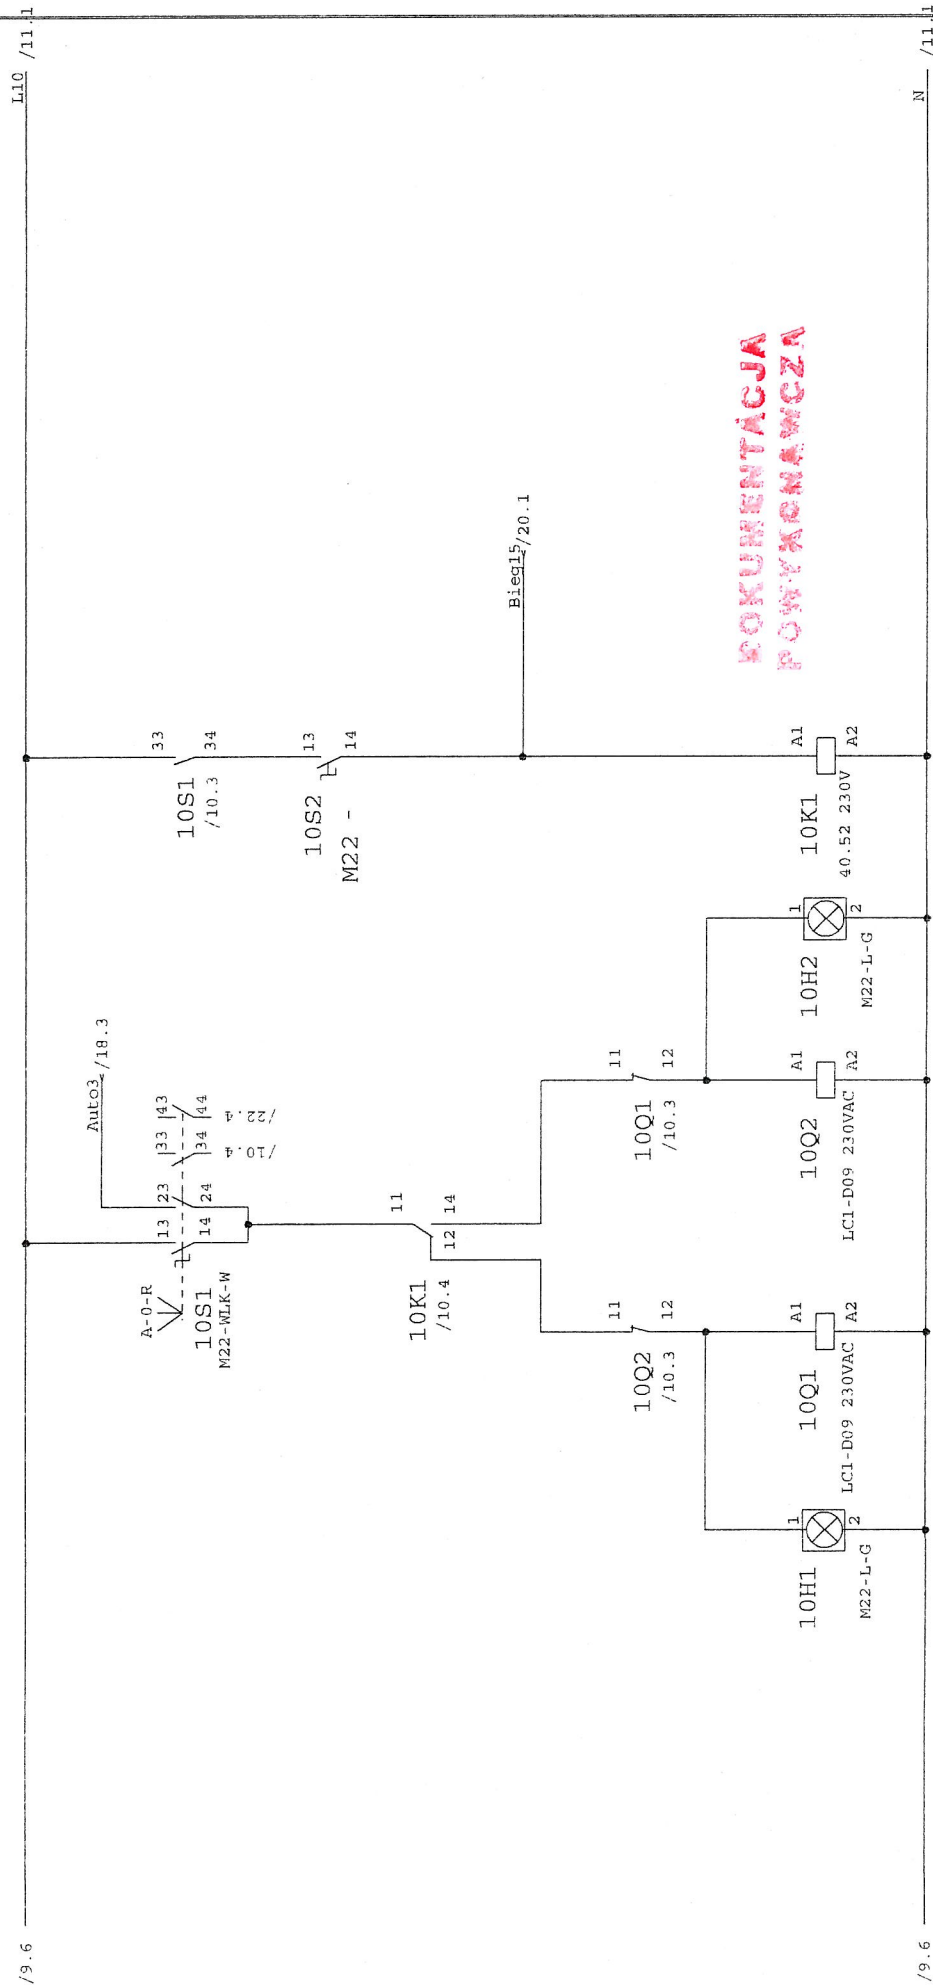 /9.6
L10
/11.1
Auto3
/18.3
A-0-R
10S1
M22-WLK-W
13
14
23
24
33
34
/10.4
43
44
/22.4
10K1
/10.4
11
12
14
10Q2
/10.3
11
12
10Q1
/10.3
11
12
10S1
/10.3
33
34
10S2
M22 -
13
14
Bieg15
/20.1
10H1
M22-L-G
1
2
10Q1
LC1-D09 230VAC
A1
A2
10Q2
LC1-D09 230VAC
A1
A2
10H2
M22-L-G
1
2
10K1
40.52 230V
A1
A2
DOKUMENTACJA
POWYKONAWCZA
/9.6
N
/11.1